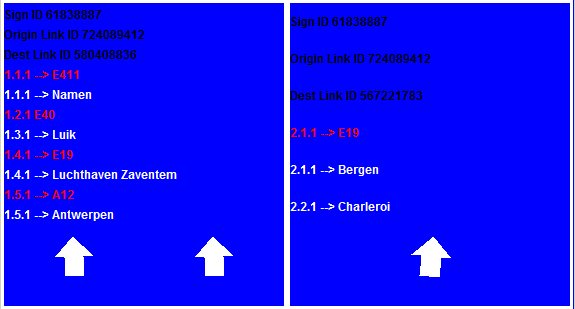 Sign ID 61838887
Origin Link ID 724089412
Dest Link ID 580408836
1.1.1 --> E411
1.1.1 --> Namen
1.2.1 E40
1.3.1 --> Luik
1.4.1 --> E19
1.4.1 --> Luchthaven Zaventem
1.5.1 --> A12
1.5.1 --> Antwerpen
Sign ID 61838887
Origin Link ID 724089412
Dest Link ID 567221783
2.1.1 --> E19
2.1.1 --> Bergen
2.2.1 --> Charleroi